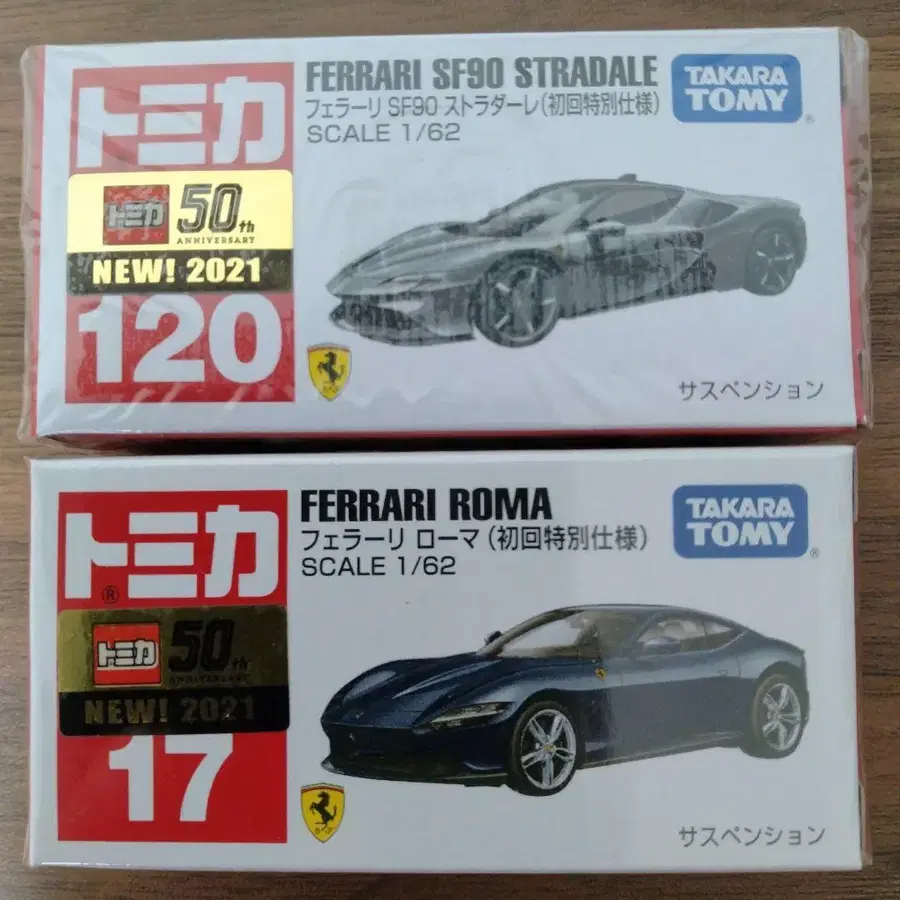 トミカ
FERRARI SF90 STRADALE
フェラーリ SF90 ストラダーレ(初回特別仕様)
SCALE 1/62
TAKARA
TOMY
®
トミカ
50th
ANNIVERSARY
NEW! 2021
120
サスペンション
トミカ
®
FERRARI ROMA
フェラーリ ローマ(初回特別仕様)
SCALE 1/62
TAKARA
TOMY
®
トミカ
50th
ANNIVERSARY
NEW! 2021
17
サスペンション